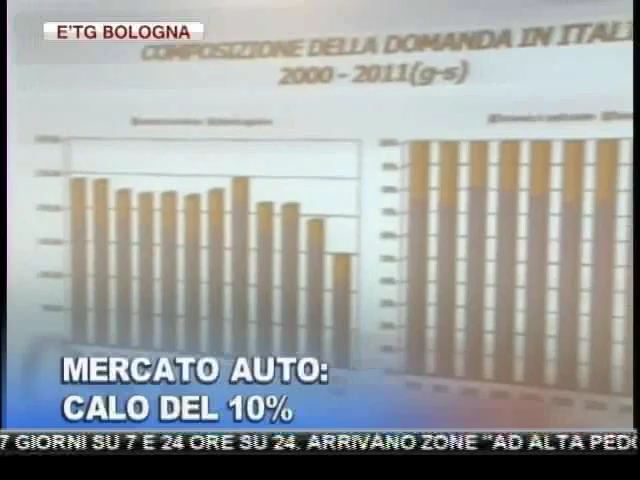 E'TG BOLOGNA
COMPOSIZIONE DELLA DOMANDA IN ITALI
2000 - 2011(g-s)
MERCATO AUTO:
CALO DEL 10%
7 GIORNI SU 7 E 24 ORE SU 24. ARRIVANO ZONE "AD ALTA PEDO